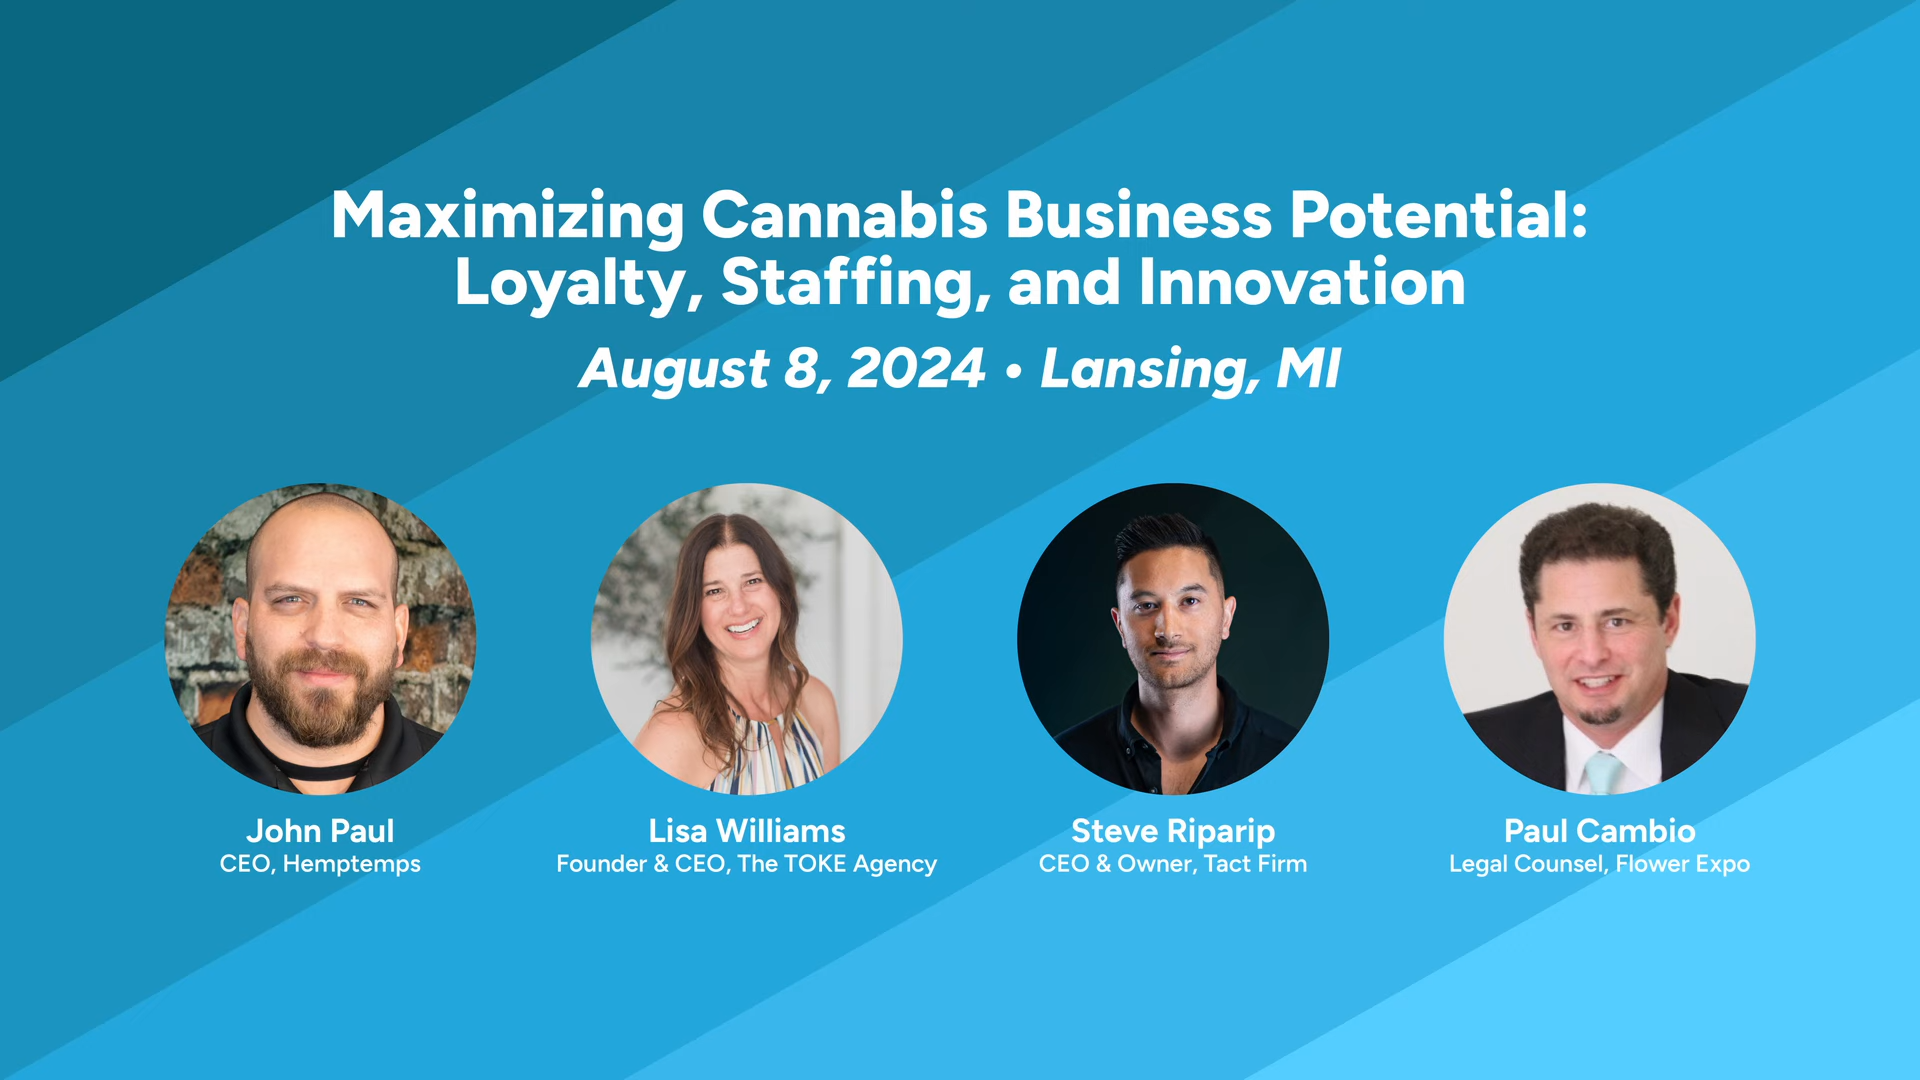 Maximizing Cannabis Business Potential:
Loyalty, Staffing, and Innovation
August 8, 2024 • Lansing, MI
John Paul
CEO, Hemptemps
Lisa Williams
Founder & CEO, The TOKE Agency
Steve Riparip
CEO & Owner, Tact Firm
Paul Cambio
Legal Counsel, Flower Expo